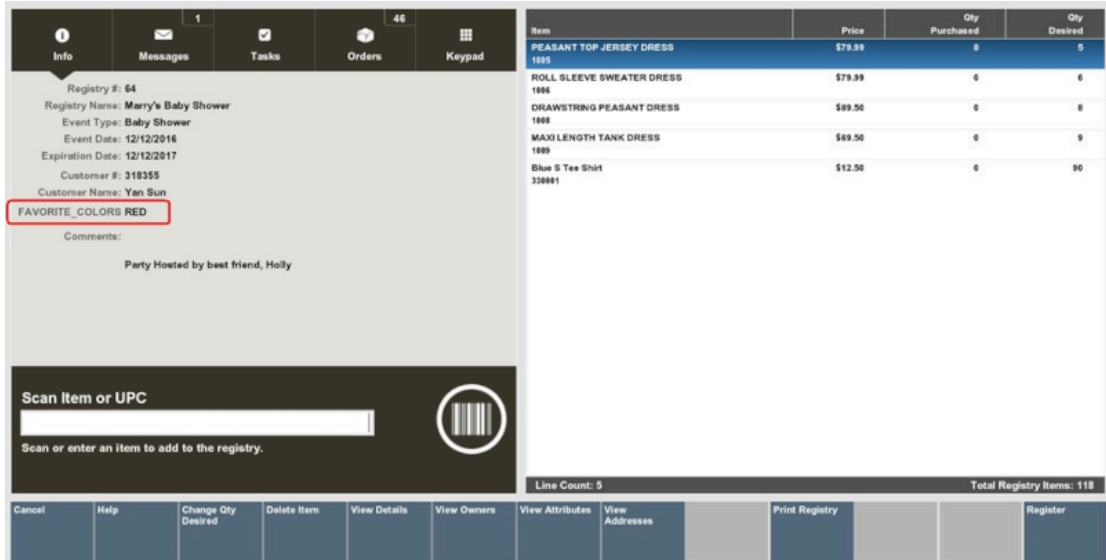 1
46
Info
Messages
Tasks
Orders
Keypad
Registry #: 64
Registry Name: Marry's Baby Shower
Event Type: Baby Shower
Event Date: 12/12/2016
Expiration Date: 12/12/2017
Customer #: 318355
Customer Name: Yan Sun
FAVORITE_COLORS RED
Comments:
Party Hosted by best friend, Holly
Scan Item or UPC
Scan or enter an item to add to the registry.
Item Price Qty Purchased Qty Desired
PEASANT TOP JERSEY DRESS $79.99 0 5
1005
ROLL SLEEVE SWEATER DRESS $79.99 0 6
1006
DRAWSTRING PEASANT DRESS $89.50 0 8
1008
MAXI LENGTH TANK DRESS $69.50 0 9
1009
Blue S Tee Shirt $12.50 0 90
330001
Line Count: 5 Total Registry Items: 118
Cancel
Help
Change Qty
Desired
Delete Item
View Details
View Owners
View Attributes
View
Addresses
Print Registry
Register